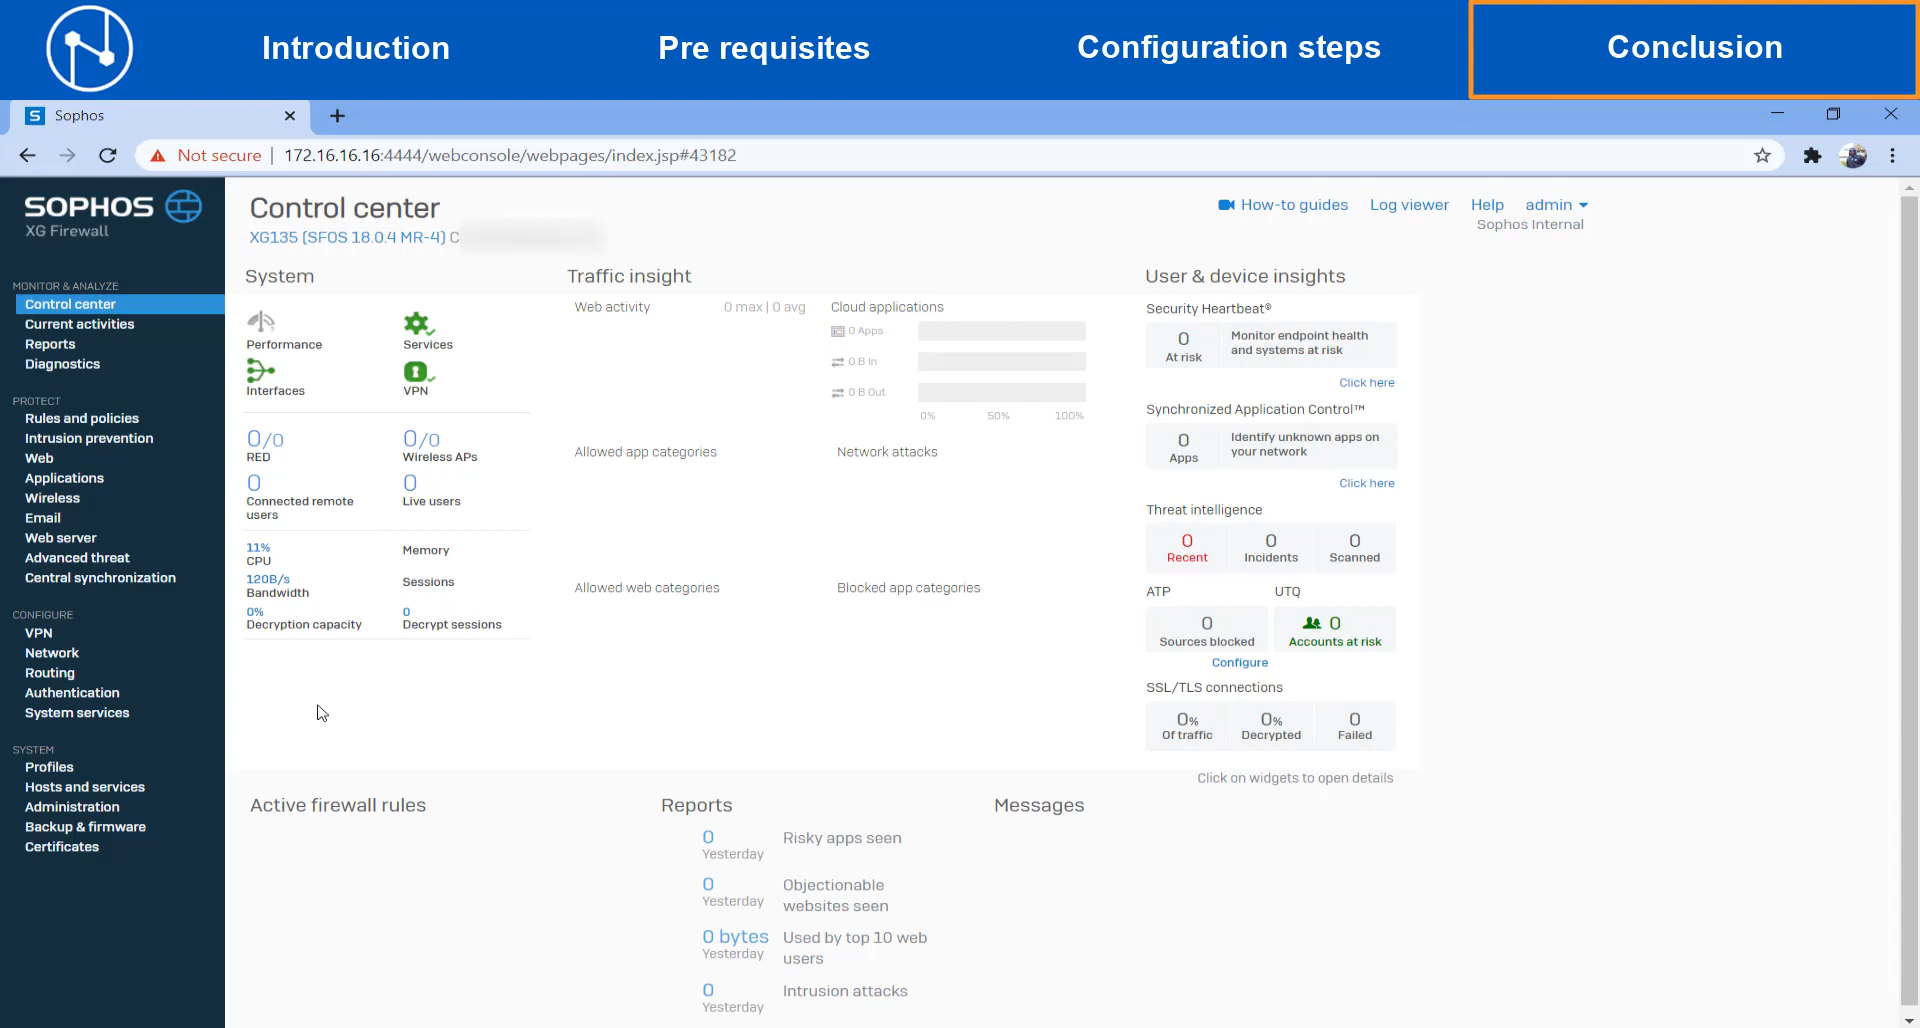 Introduction
Pre requisites
Configuration steps
Conclusion
S Sophos
Not secure | 172.16.16.16:4444/webconsole/webpages/index.jsp#43182
SOPHOS
XG Firewall
MONITOR & ANALYZE
Control center
Current activities
Reports
Diagnostics
PROTECT
Rules and policies
Intrusion prevention
Web
Applications
Wireless
Email
Web server
Advanced threat
Central synchronization
CONFIGURE
VPN
Network
Routing
Authentication
System services
SYSTEM
Profiles
Hosts and services
Administration
Backup & firmware
Certificates
Control center
XG135 (SFOS 18.0.4 MR-4) C
How-to guides
Log viewer
Help
admin
Sophos Internal
System
Performance
Services
Interfaces
VPN
0/0
RED
0/0
Wireless APs
0
Connected remote
users
0
Live users
11%
CPU
Memory
120B/s
Bandwidth
Sessions
0%
Decryption capacity
0
Decrypt sessions
Traffic insight
Web activity
0 max | 0 avg
Cloud applications
0 Apps
0 B In
0 B Out
0%
50%
100%
Allowed app categories
Network attacks
Allowed web categories
Blocked app categories
User & device insights
Security Heartbeat®
0
At risk
Monitor endpoint health
and systems at risk
Click here
Synchronized Application Control™
0
Apps
Identify unknown apps on
your network
Click here
Threat intelligence
0
Recent
0
Incidents
0
Scanned
ATP
UTQ
0
Sources blocked
0
Accounts at risk
Configure
SSL/TLS connections
0%
Of traffic
0%
Decrypted
0
Failed
Click on widgets to open details
Active firewall rules
Reports
0
Yesterday
Risky apps seen
0
Yesterday
Objectionable
websites seen
0 bytes
Yesterday
Used by top 10 web
users
0
Yesterday
Intrusion attacks
Messages